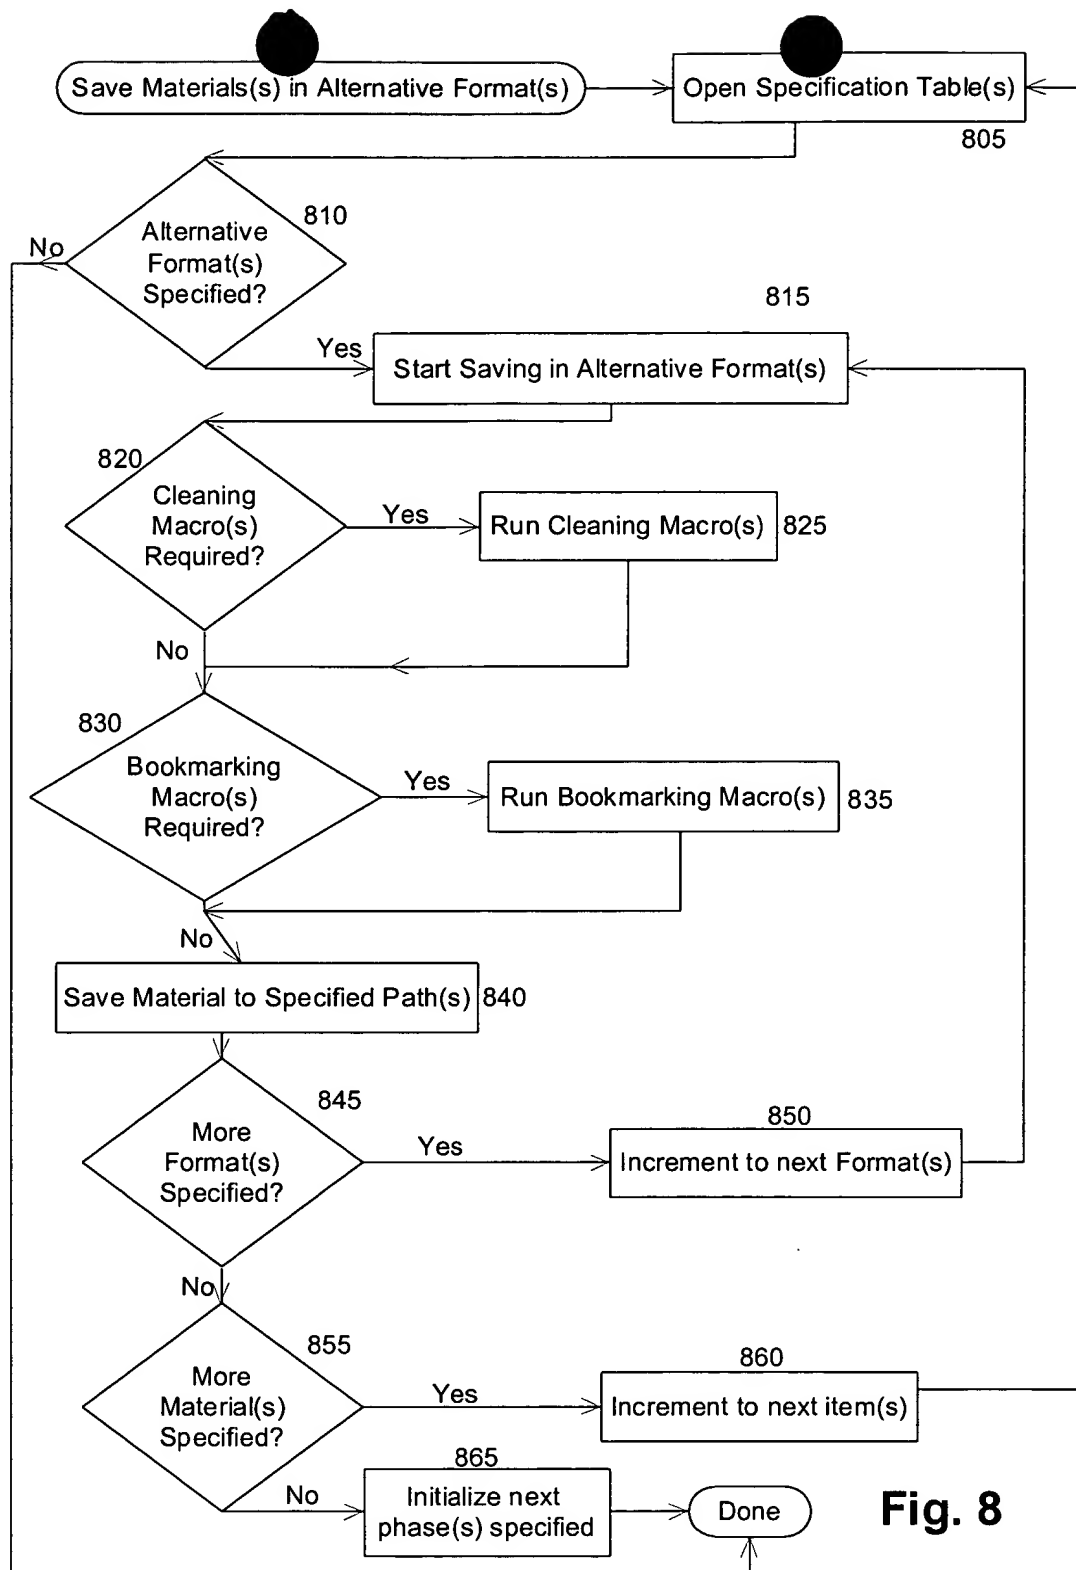 Save Materials(s) in Alternative Format(s)
Open Specification Table(s)
805
810
Alternative
Format(s)
Specified?
No
Yes
815
Start Saving in Alternative Format(s)
820
Cleaning
Macro(s)
Required?
Yes
Run Cleaning Macro(s)
825
No
830
Bookmarking
Macro(s)
Required?
Yes
Run Bookmarking Macro(s)
835
No
Save Material to Specified Path(s)
840
845
More
Format(s)
Specified?
Yes
850
Increment to next Format(s)
No
855
More
Material(s)
Specified?
Yes
860
Increment to next item(s)
No
865
Initialize next
phase(s) specified
Done
Fig. 8